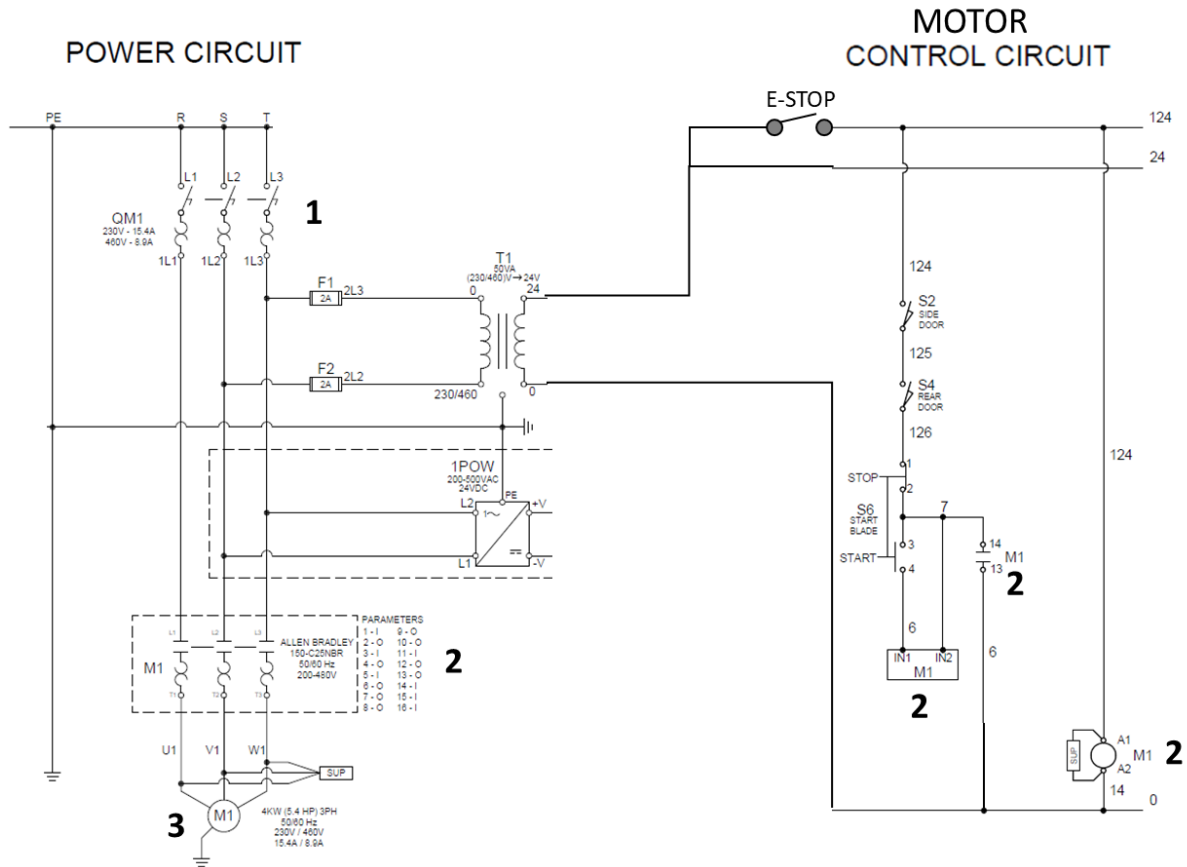 POWER CIRCUIT
MOTOR
CONTROL CIRCUIT
E-STOP
PE
R
S
T
124
24
L1
L2
L3
1
QM1
230V - 15.4A
460V - 8.9A
1L1
1L2
1L3
F1
2A
2L3
F2
2A
2L2
T1
50VA
(230/460)V→24V
0
24
230/460
0
1POW
200-500VAC
24VDC
PE
L2
L1
1~
+V
-V
124
S2
SIDE
DOOR
125
S4
REAR
DOOR
126
1
STOP
2
S6
START
BLADE
7
3
START
4
14
M1
13
2
6
6
IN1
IN2
M1
2
124
SUP
A1
M1
A2
2
14
0
L1
L2
L3
M1
ALLEN BRADLEY
150-C25NBR
50/60 Hz
200-480V
T1
T2
T3
PARAMETERS
1 - I 9 - O
2 - O 10 - O
3 - I 11 - I
4 - O 12 - O
5 - I 13 - O
6 - O 14 - I
7 - O 15 - I
8 - O 16 - I
2
U1
V1
W1
SUP
3
M1
4KW (5.4 HP) 3PH
50/60 Hz
230V / 460V
15.4A / 8.9A